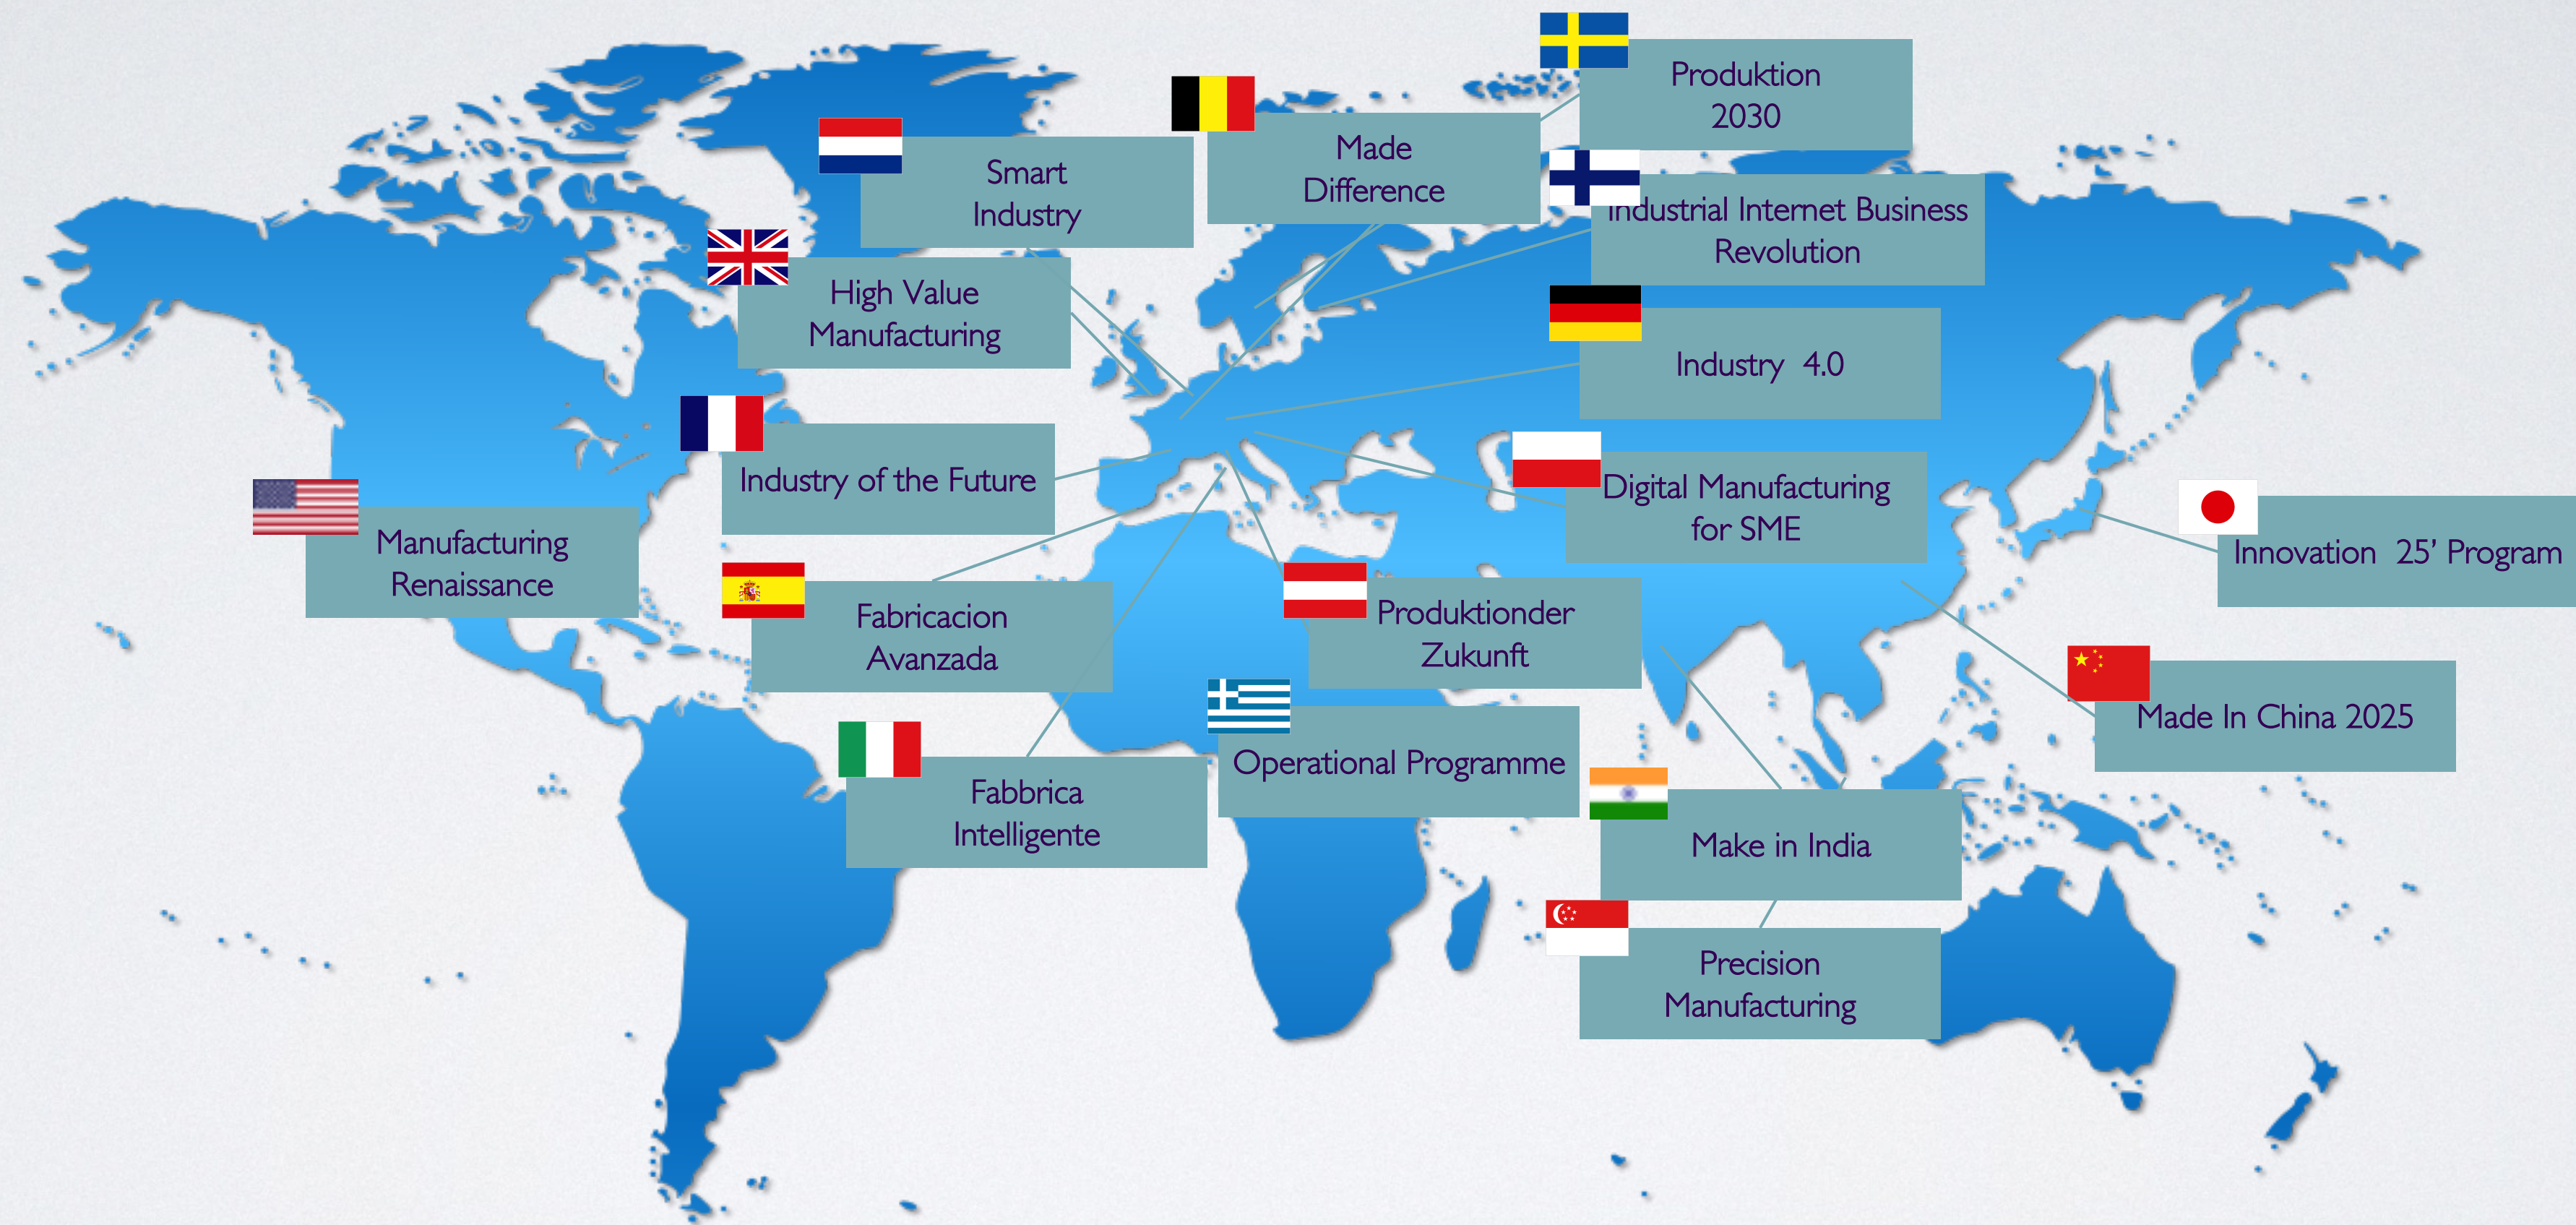 Produktion
2030
Made
Difference
Smart
Industry
Industrial Internet Business
Revolution
High Value
Manufacturing
Industry 4.0
Industry of the Future
Digital Manufacturing
for SME
Manufacturing
Renaissance
Innovation 25’ Program
Fabricacion
Avanzada
Produktionder
Zukunft
Made In China 2025
Operational Programme
Fabbrica
Intelligente
Make in India
Precision
Manufacturing